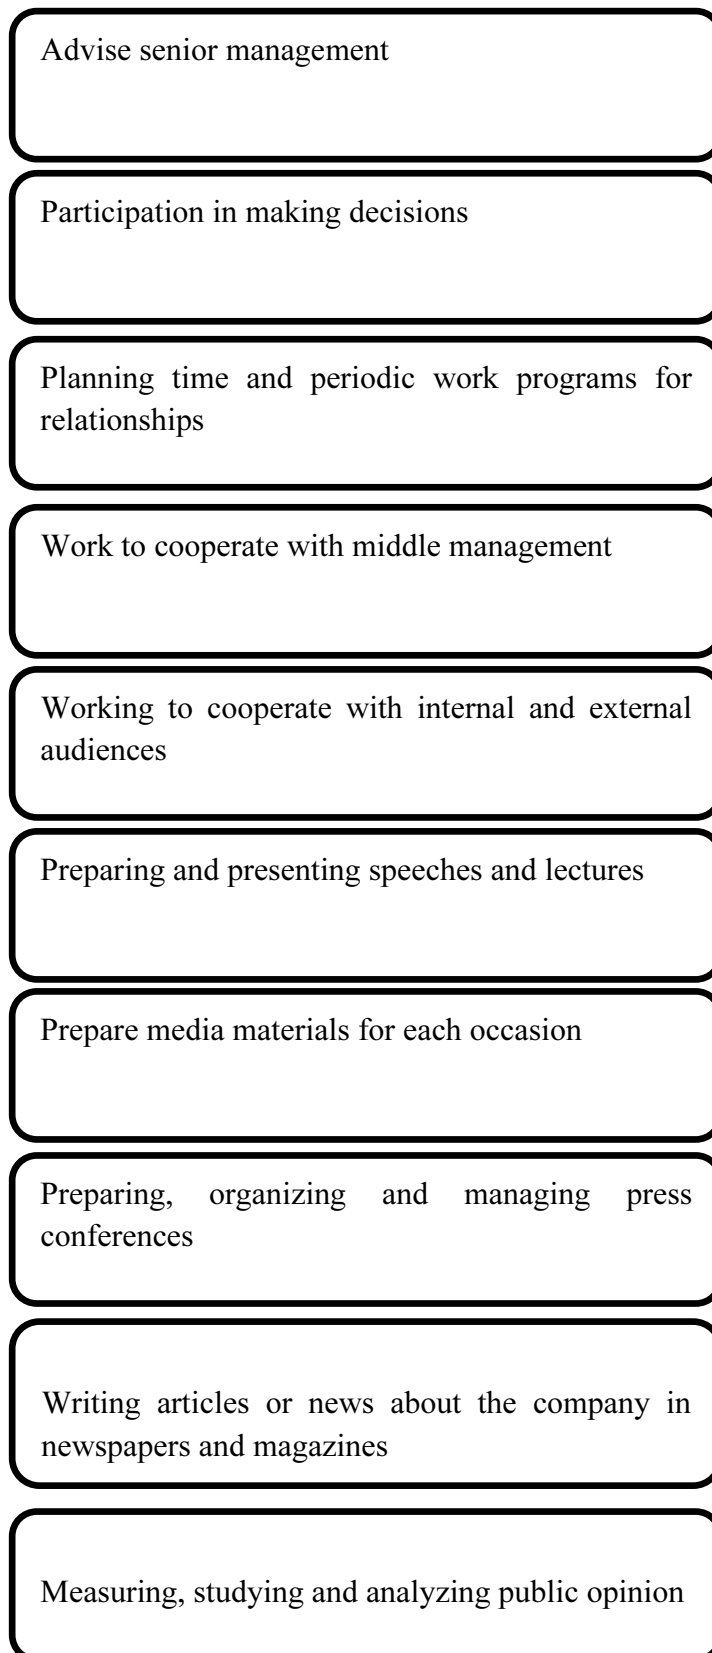 Advise senior management
Participation in making decisions
Planning time and periodic work programs for
relationships
Work to cooperate with middle management
Working to cooperate with internal and external
audiences
Preparing and presenting speeches and lectures
Prepare media materials for each occasion
Preparing, organizing and managing press
conferences
Writing articles or news about the company in
newspapers and magazines
Measuring, studying and analyzing public opinion